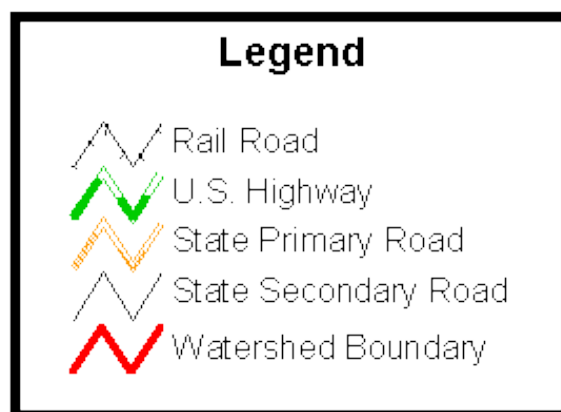 Legend
Rail Road
U.S. Highway
State Primary Road
State Secondary Road
Watershed Boundary